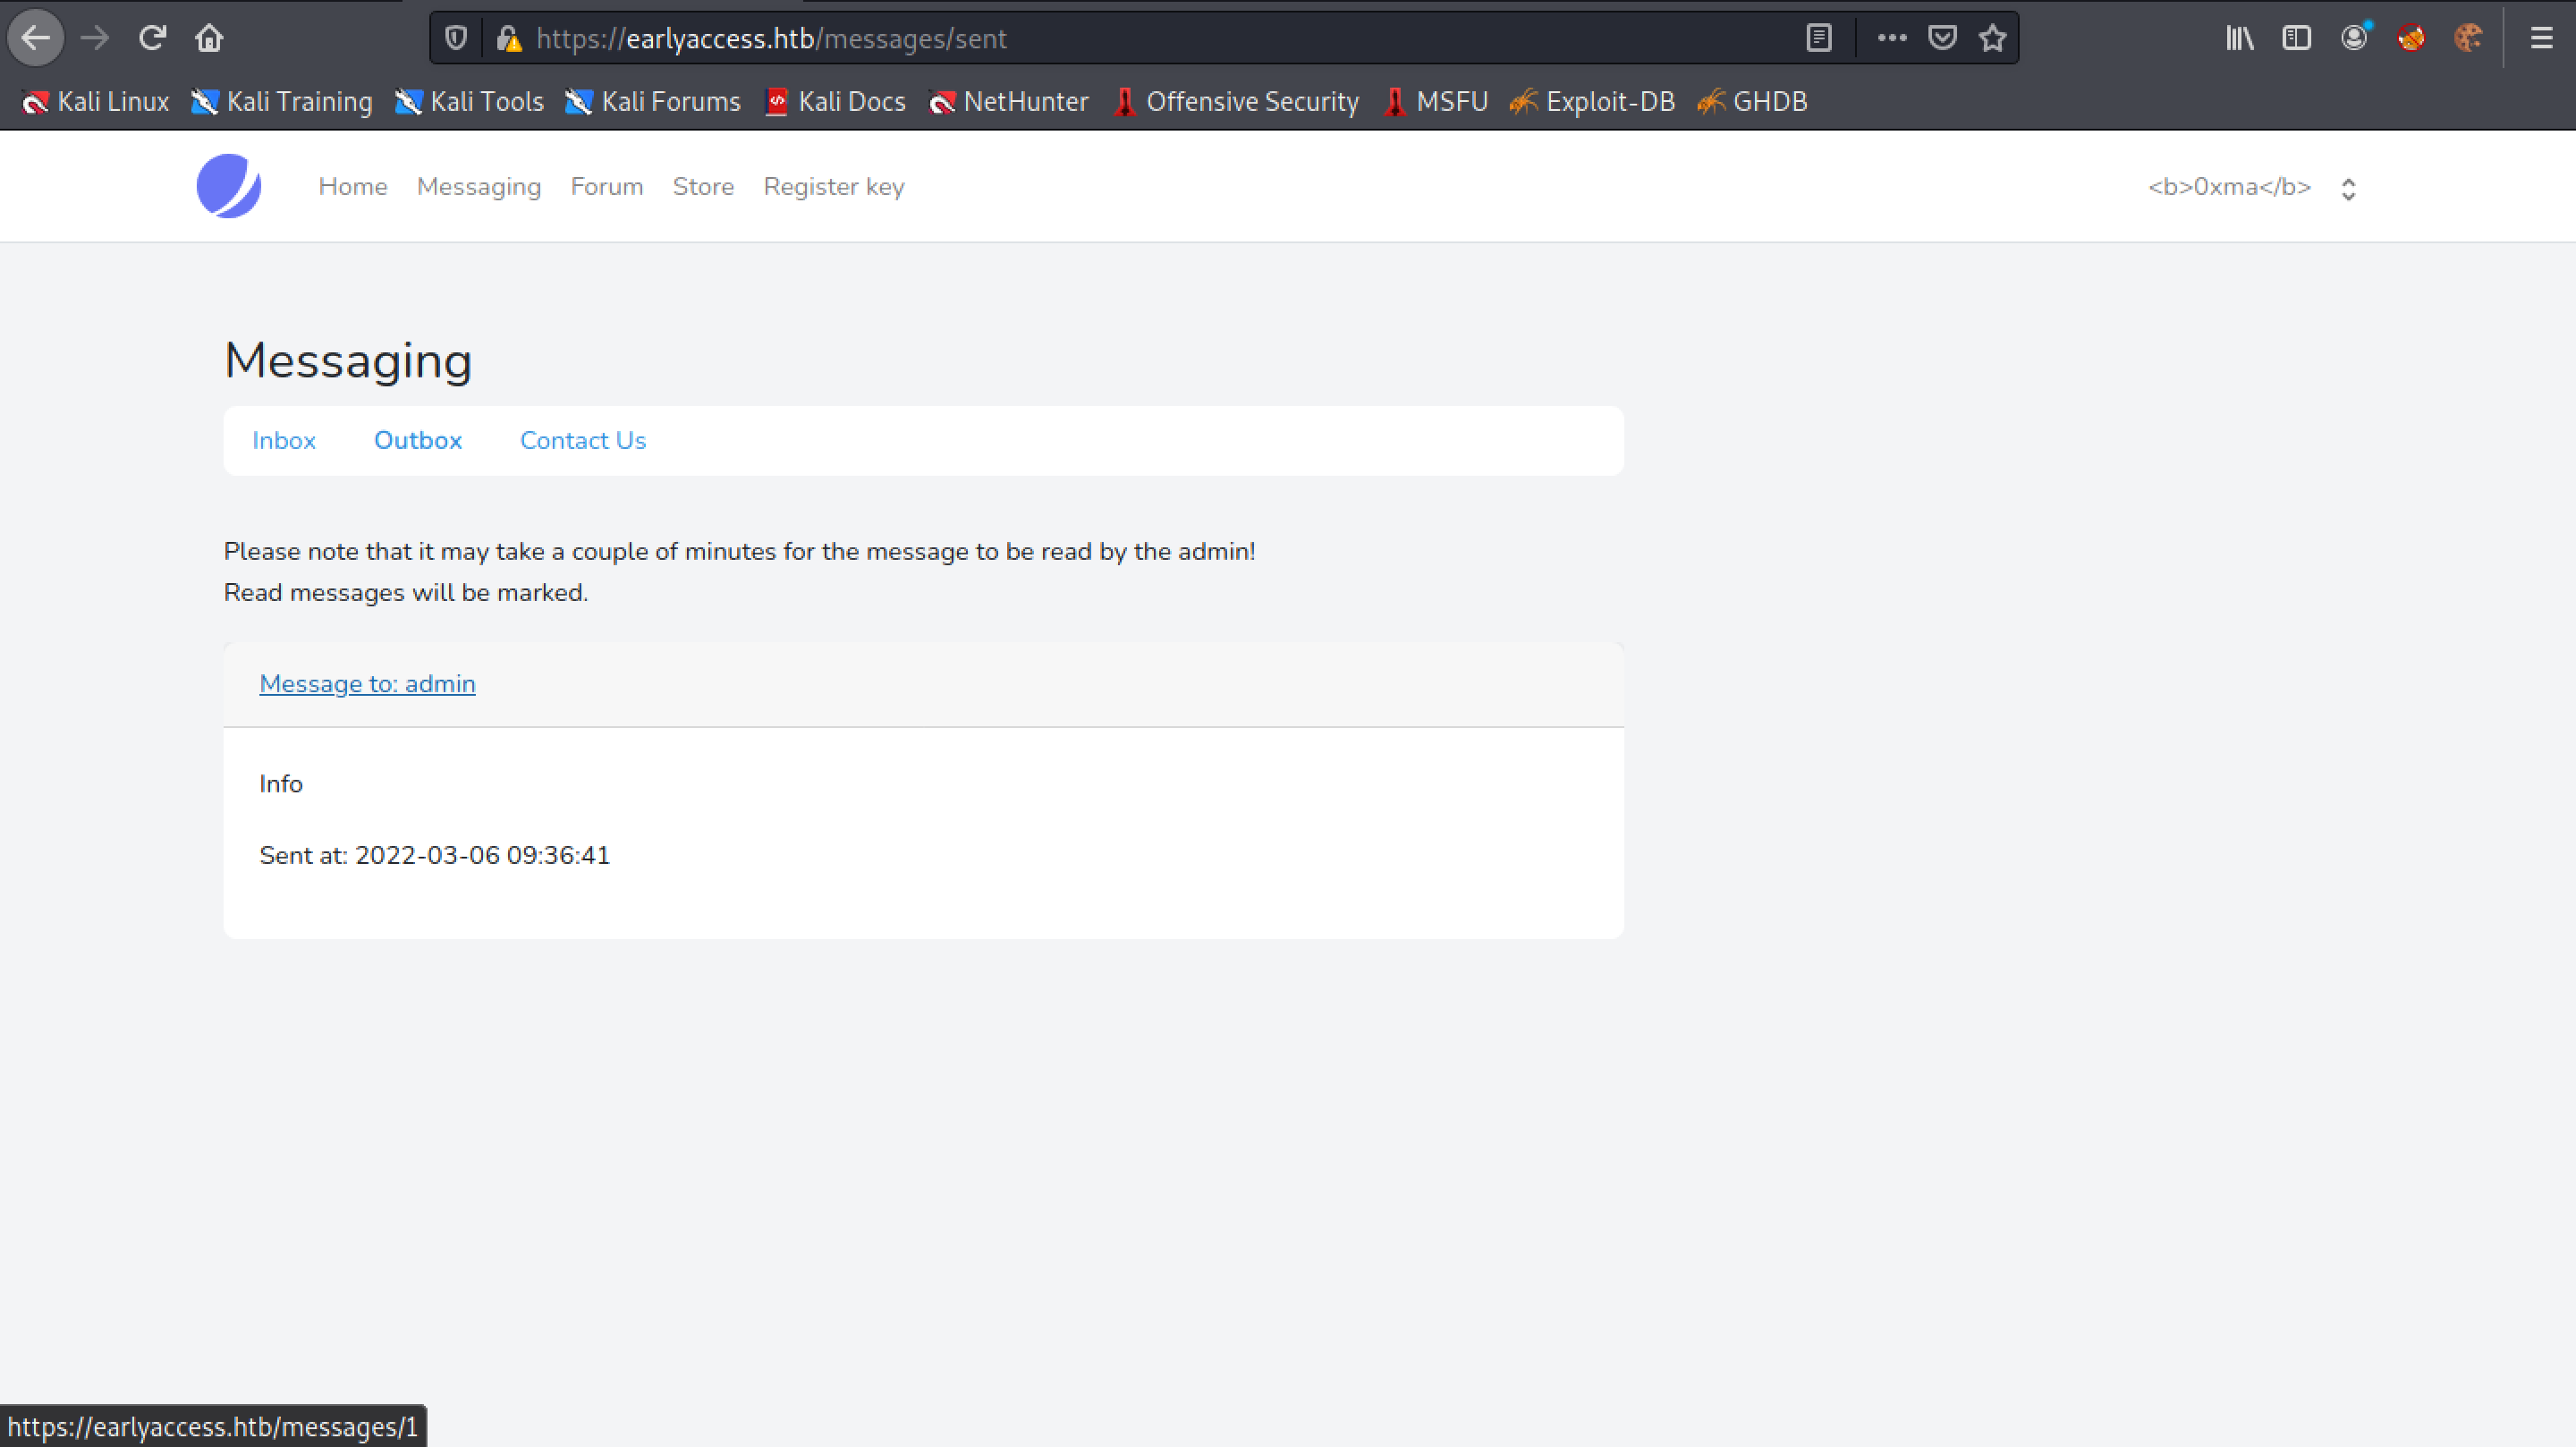 https://earlyaccess.htb/messages/sent
Kali Linux Kali Training Kali Tools Kali Forums Kali Docs NetHunter Offensive Security MSFU Exploit-DB GHDB
Home Messaging Forum Store Register key <b>0xma</b>
Messaging
Inbox Outbox Contact Us
Please note that it may take a couple of minutes for the message to be read by the admin!
Read messages will be marked.
Message to: admin
Info
Sent at: 2022-03-06 09:36:41
https://earlyaccess.htb/messages/1